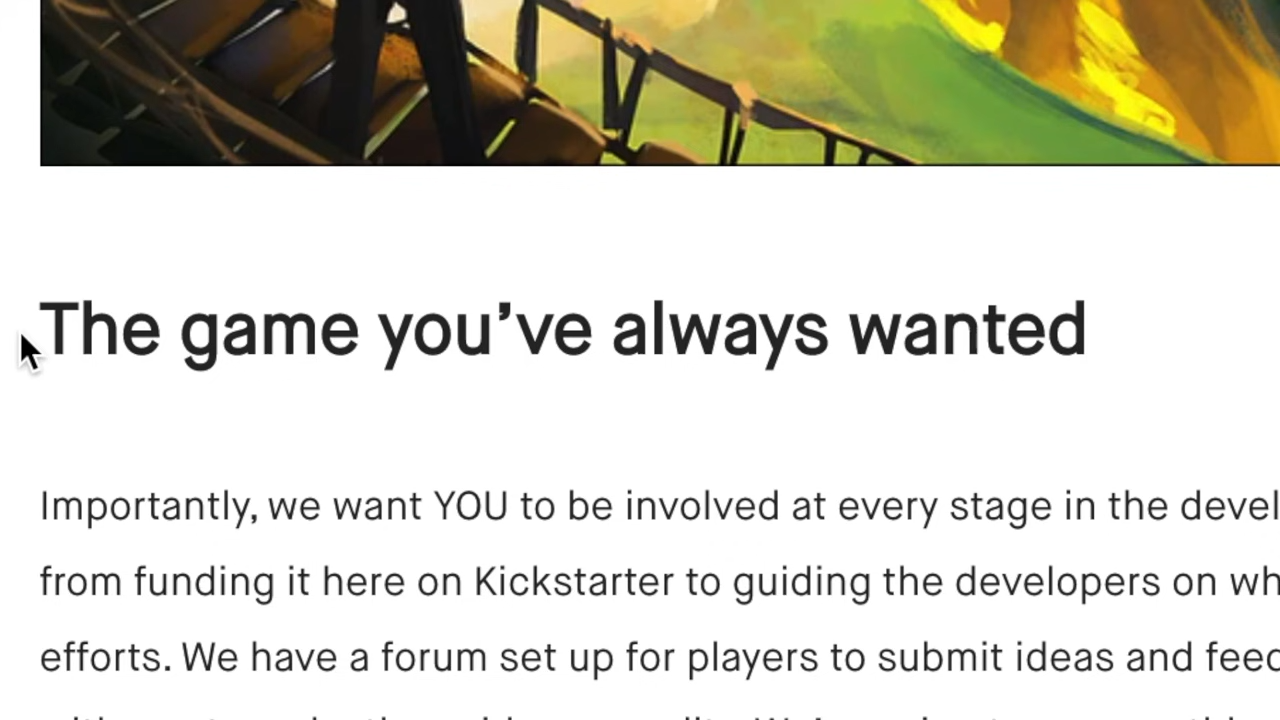 The game you’ve always wanted
Importantly, we want YOU to be involved at every stage in the devel
from funding it here on Kickstarter to guiding the developers on wh
efforts. We have a forum set up for players to submit ideas and feed